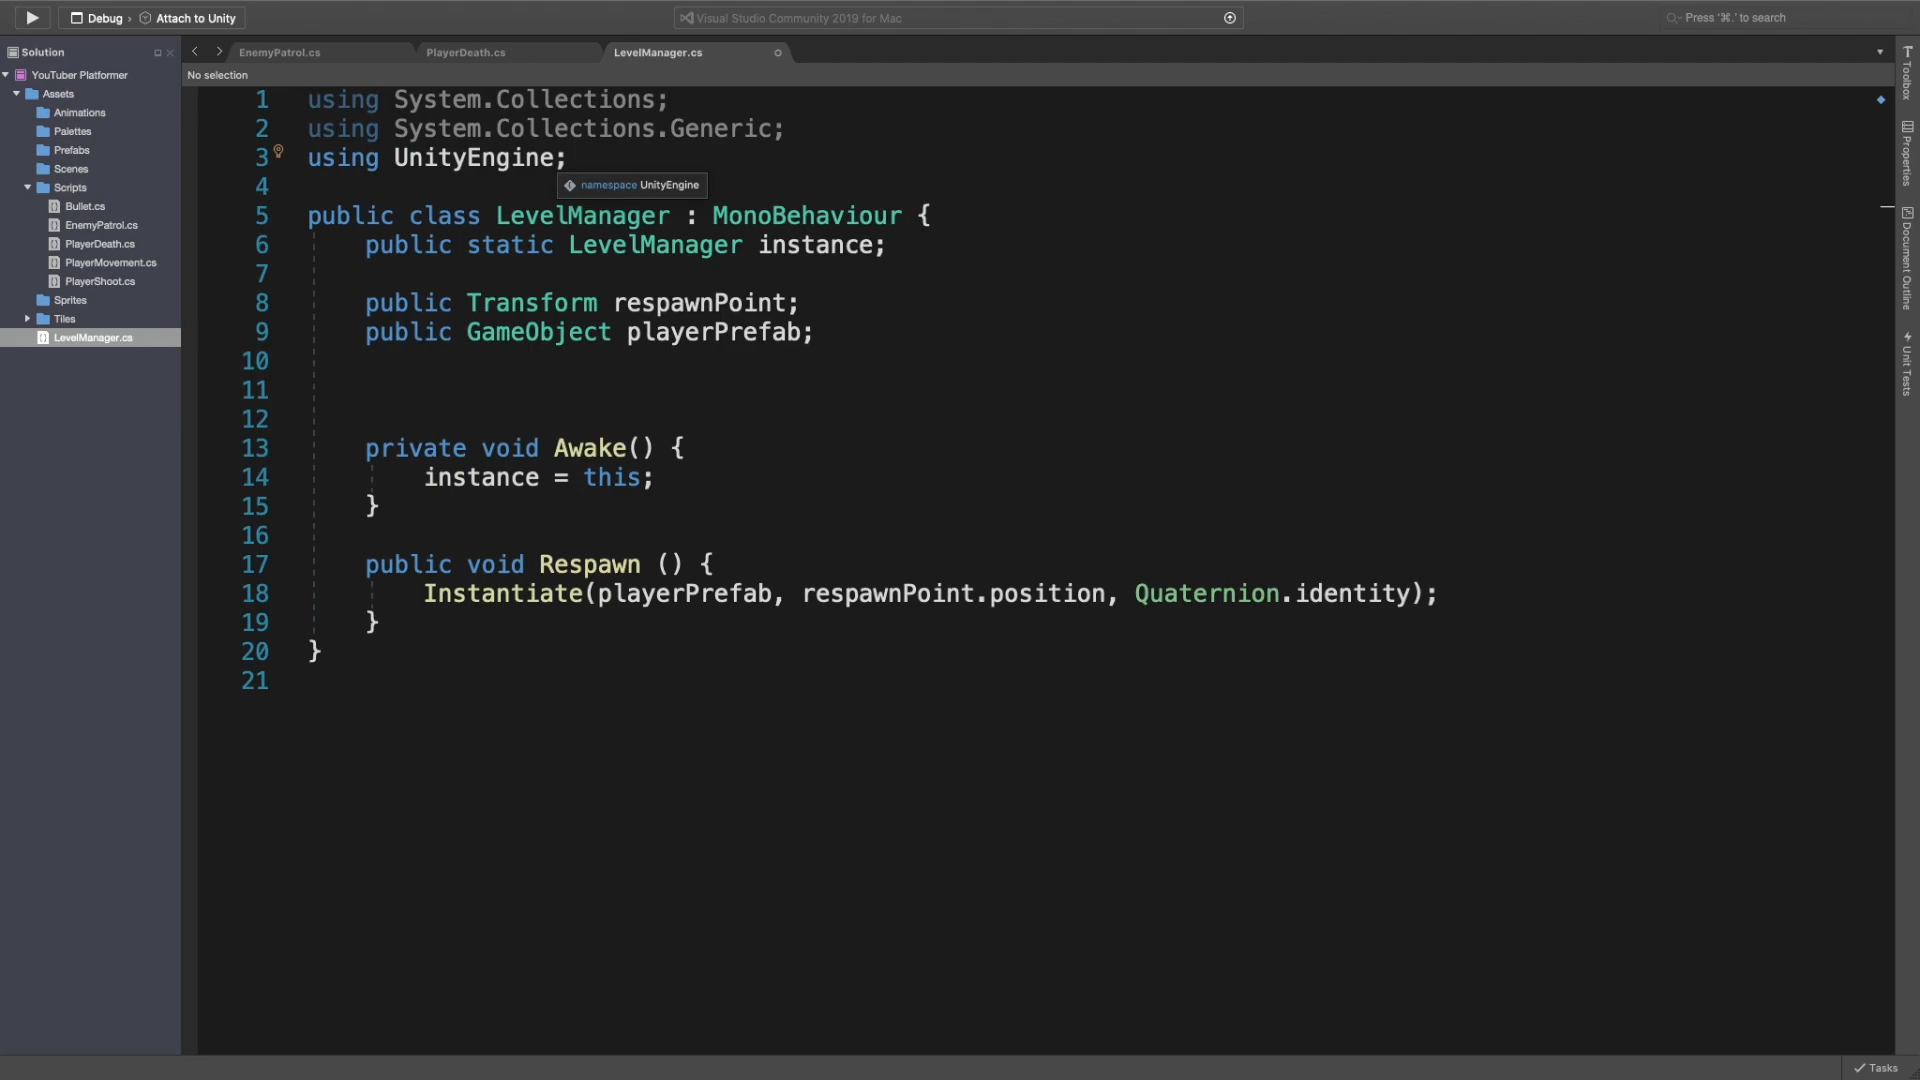 Debug › Attach to Unity
Visual Studio Community 2019 for Mac
Press '⌘.' to search
Solution
EnemyPatrol.cs
PlayerDeath.cs
LevelManager.cs
No selection
YouTuber Platformer
Assets
Animations
Palettes
Prefabs
Scenes
Scripts
Bullet.cs
EnemyPatrol.cs
PlayerDeath.cs
PlayerMovement.cs
PlayerShoot.cs
Sprites
Tiles
LevelManager.cs
1 using System.Collections;
2 using System.Collections.Generic;
3 using UnityEngine;
namespace UnityEngine
4
5 public class LevelManager : MonoBehaviour {
6 public static LevelManager instance;
7
8 public Transform respawnPoint;
9 public GameObject playerPrefab;
10
11
12
13 private void Awake() {
14 instance = this;
15 }
16
17 public void Respawn () {
18 Instantiate(playerPrefab, respawnPoint.position, Quaternion.identity);
19 }
20 }
21
Toolbox
Properties
Document Outline
Unit Tests
Tasks